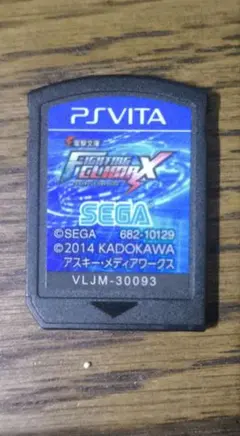 PSVITA
電撃文庫
FIGHTING
CLIMAX
SEGA
©SEGA 682-10129
©2014 KADOKAWA
アスキー・メディアワークス
VLJM-30093